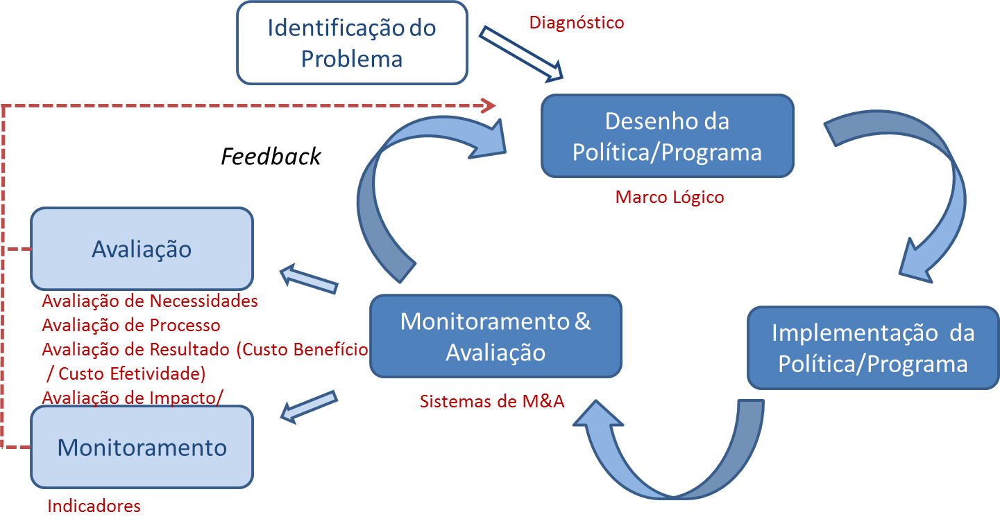 Identificação do
Problema
Diagnóstico
Desenho da
Política/Programa
Marco Lógico
Feedback
Avaliação
Avaliação de Necessidades
Avaliação de Processo
Avaliação de Resultado (Custo Benefício
/ Custo Efetividade)
Avaliação de Impacto/
Monitoramento &
Avaliação
Sistemas de M&A
Implementação da
Política/Programa
Monitoramento
Indicadores